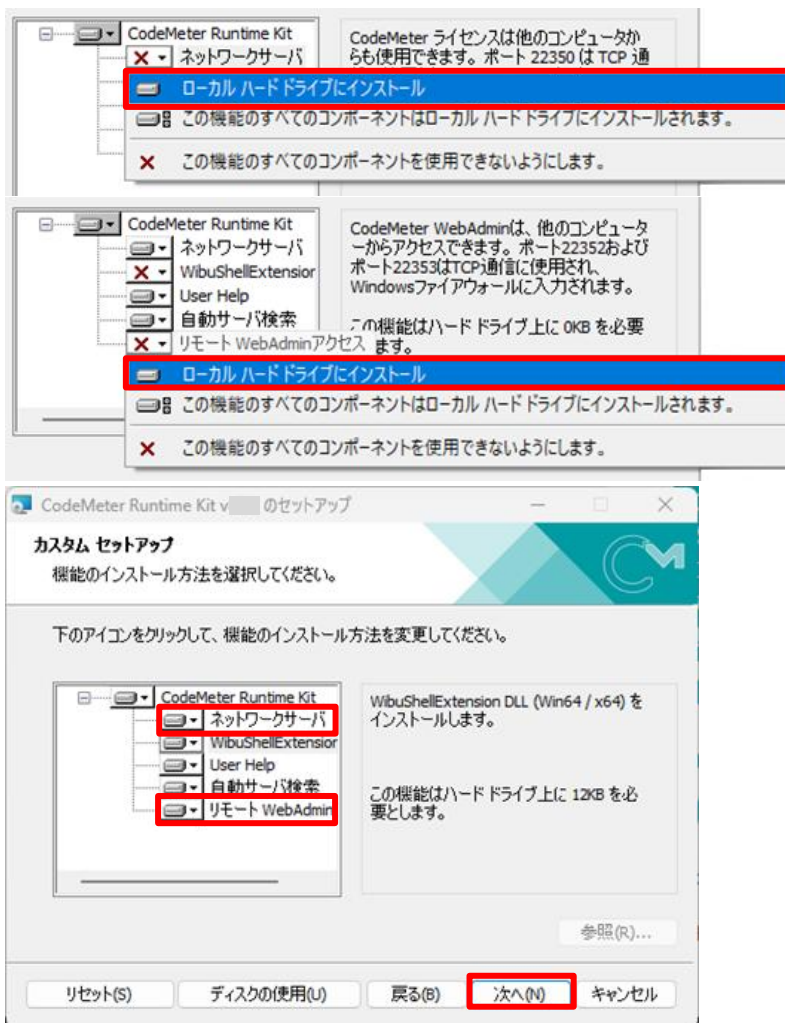 CodeMeter Runtime Kit
ネットワークサーバ
CodeMeter ライセンスは他のコンピュータか
らも使用できます。ポート 22350 は TCP 通
ローカル ハード ドライブにインストール
この機能のすべてのコンポーネントはローカル ハード ドライブにインストールされます。
この機能のすべてのコンポーネントを使用できないようにします。
CodeMeter Runtime Kit
ネットワークサーバ
WibuShellExtension
User Help
自動サーバ検索
リモート WebAdminアクセス
CodeMeter WebAdminは、他のコンピュータ
ーからアクセスできます。ポート22352および
ポート22353はTCP通信に使用され、
Windowsファイアウォールに入力されます。
この機能はハード ドライブ上に 0KB を必要
ます。
ローカル ハード ドライブにインストール
この機能のすべてのコンポーネントはローカル ハード ドライブにインストールされます。
この機能のすべてのコンポーネントを使用できないようにします。
CodeMeter Runtime Kit v のセットアップ
カスタム セットアップ
機能のインストール方法を選択してください。
CM
下のアイコンをクリックして、機能のインストール方法を変更してください。
CodeMeter Runtime Kit
ネットワークサーバ
WibuShellExtension
User Help
自動サーバ検索
リモート WebAdmin
WibuShellExtension DLL (Win64 / x64) を
インストールします。
この機能はハード ドライブ上に 12KB を必
要とします。
参照(R)...
リセット(S)
ディスクの使用(U)
戻る(B)
次へ(N)
キャンセル